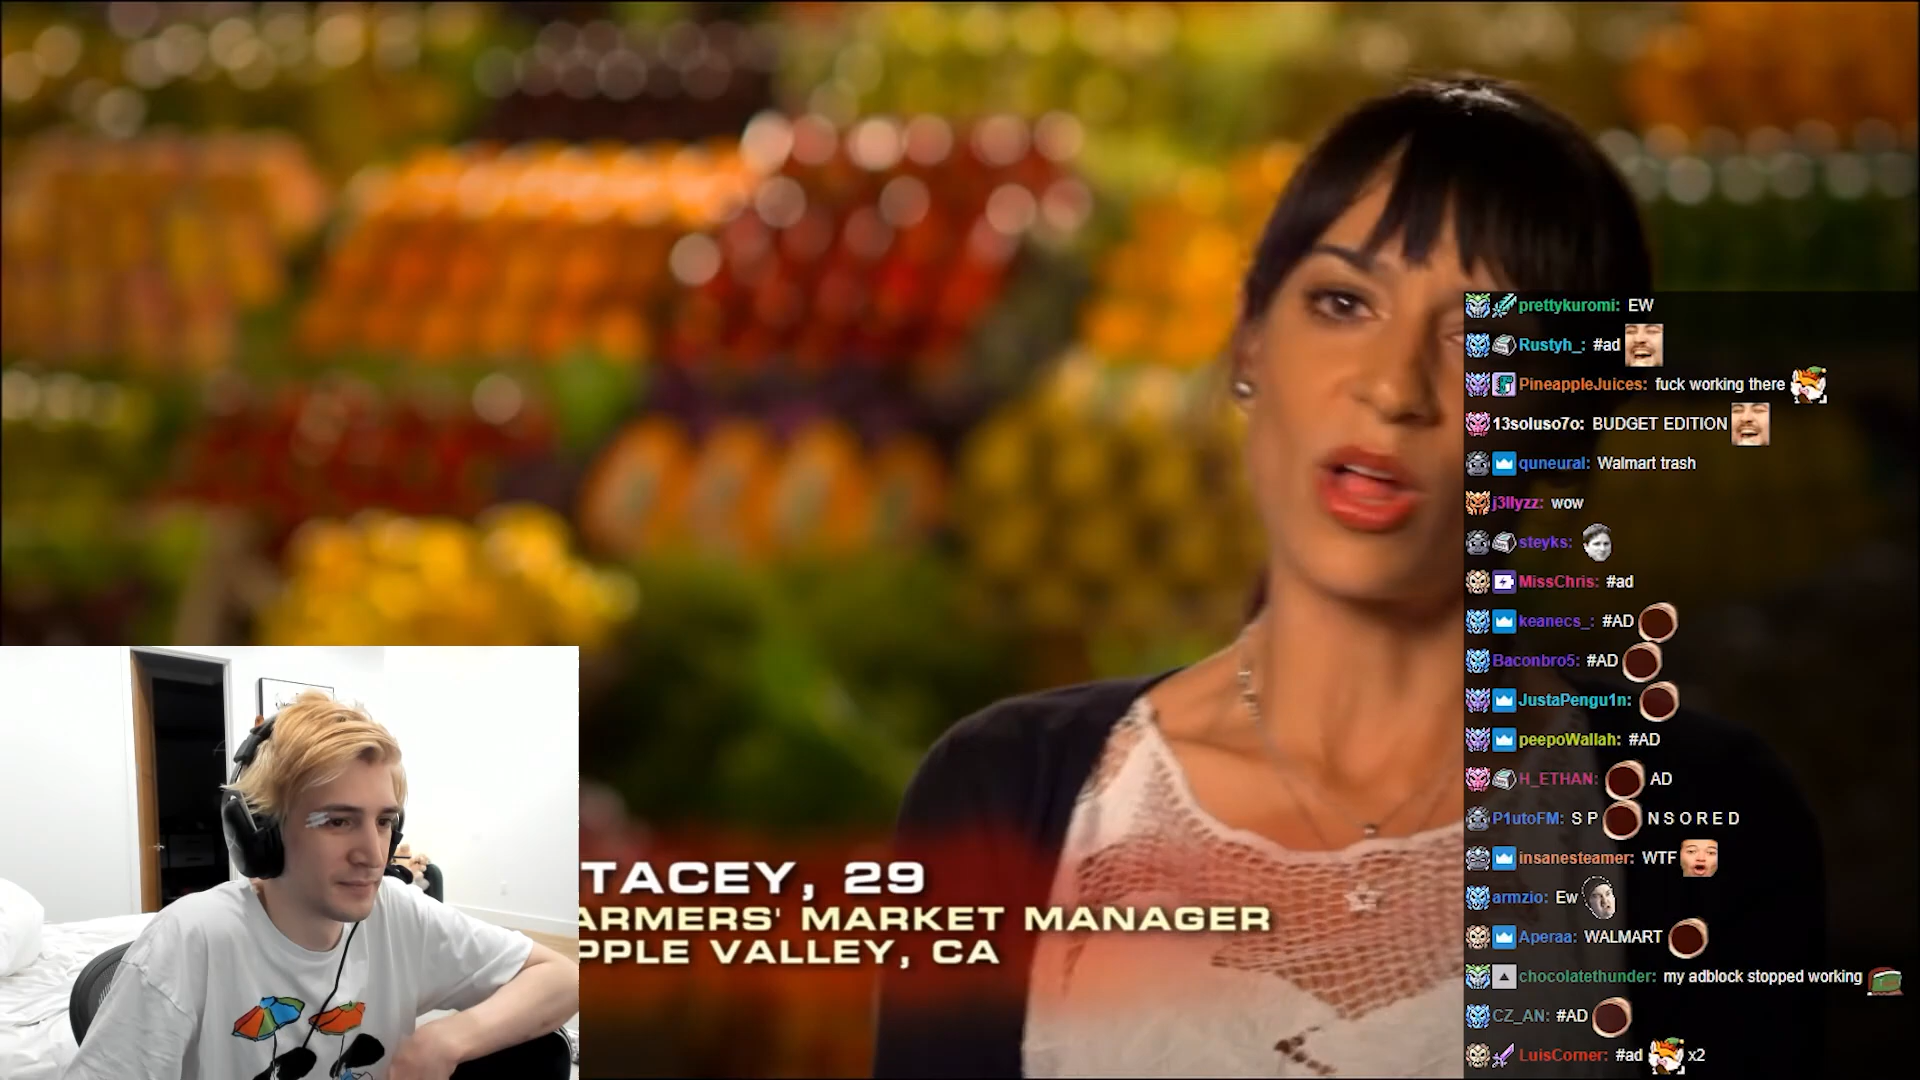 TACEY, 29
ARMERS' MARKET MANAGER
PPLE VALLEY, CA
prettykuromi: EW
Rustyh_: #ad
PineappleJuices: fuck working there
13soluso7o: BUDGET EDITION
quneural: Walmart trash
j3llyzz: wow
steyks:
MissChris: #ad
keanecs_: #AD
Baconbro5: #AD
JustaPengu1n:
peepoWallah: #AD
H_ETHAN: AD
P1utoFM: S P N S O R E D
insanesteamer: WTF
armzio: Ew
Aperaa: WALMART
chocolatethunder: my adblock stopped working
CZ_AN: #AD
LuisCorner: #ad x2